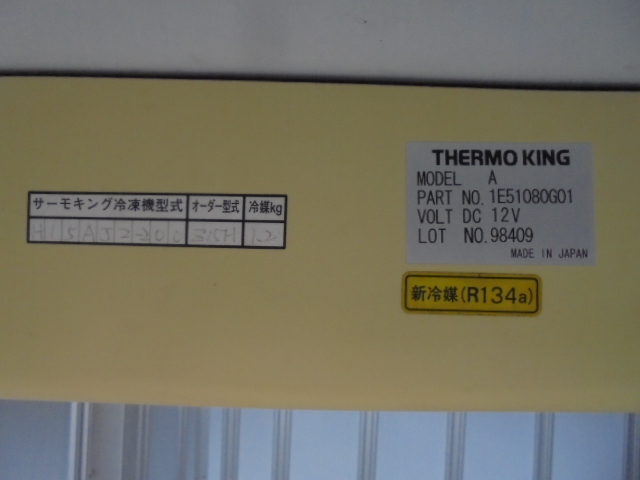 サーモキング冷凍機型式 オーダー型式 冷媒kg
THERMO KING
MODEL A
PART NO. 1E51080G01
VOLT DC 12V
LOT NO. 98409
MADE IN JAPAN
新冷媒(R134a)